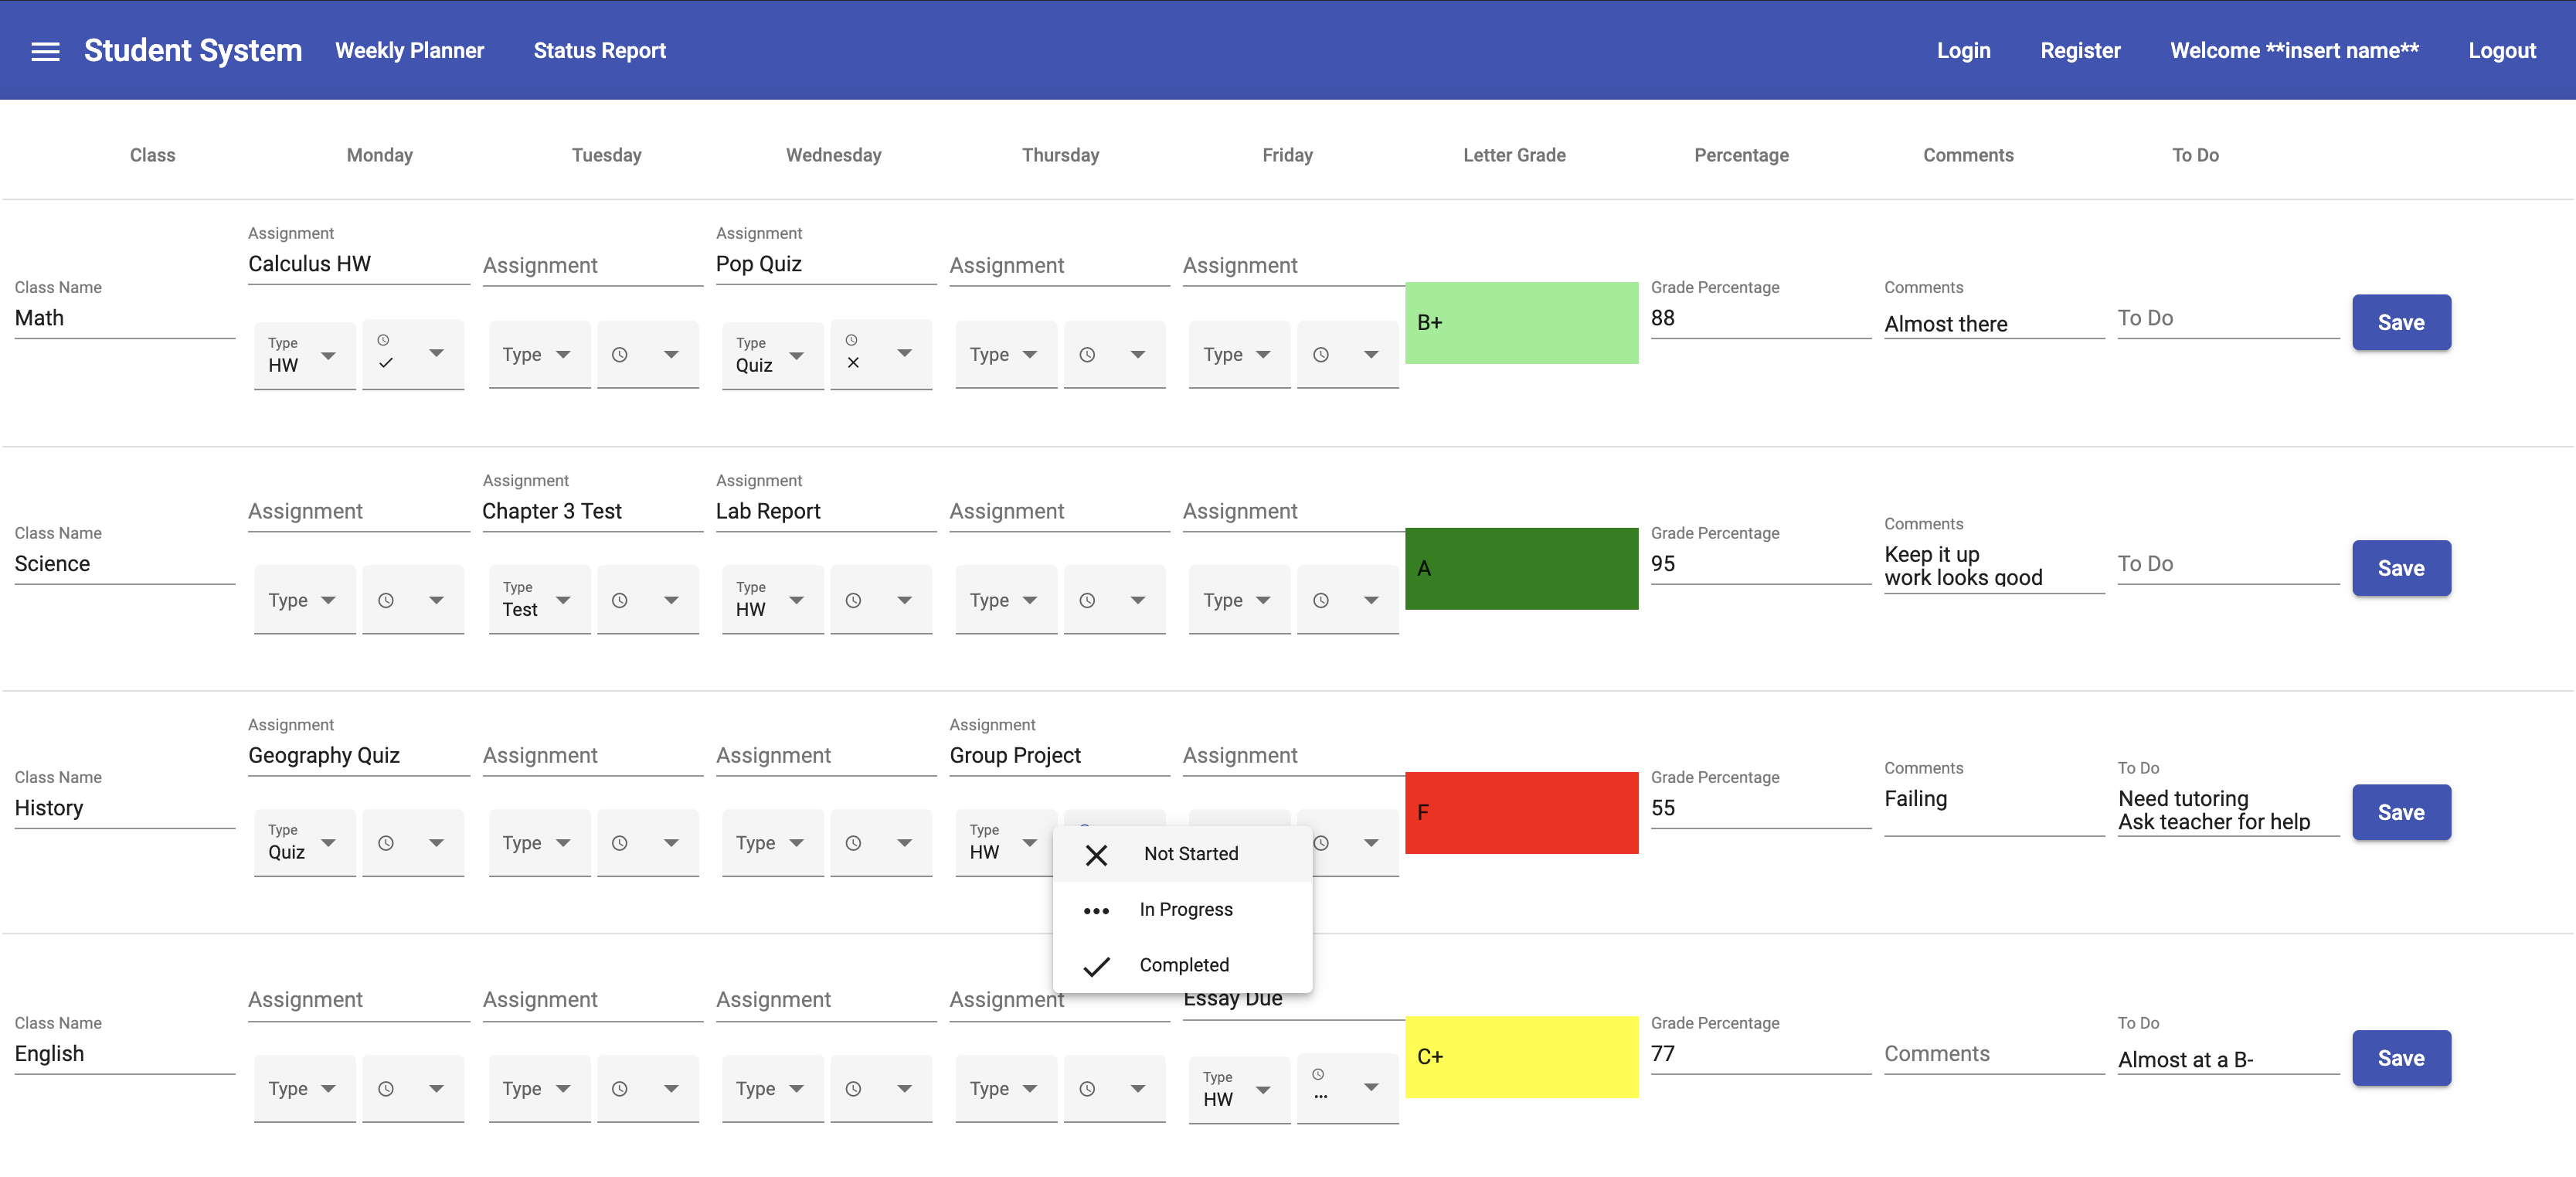 Student System Weekly Planner Status Report Login Register Welcome **insert name** Logout
Class Monday Tuesday Wednesday Thursday Friday Letter Grade Percentage Comments To Do
Assignment Assignment
Calculus HW Assignment Pop Quiz Assignment Assignment
Class Name Grade Percentage Comments
Math B+ 88 Almost there To Do Save
Type Type
HW Type Quiz Type Type
Assignment Assignment
Assignment Chapter 3 Test Lab Report Assignment Assignment
Class Name Grade Percentage Comments
Science A 95 Keep it up To Do Save
work looks good
Type Type
Type Test HW Type Type
Assignment Assignment
Geography Quiz Assignment Assignment Group Project Assignment
Class Name Grade Percentage Comments To Do
History F 55 Failing Need tutoring Save
Ask teacher for help
Type Type
Quiz Type Type HW
Not Started
In Progress
Completed
Assignment Assignment Assignment Assignment Essay Due
Class Name Grade Percentage To Do
English C+ 77 Comments Almost at a B- Save
Type
Type Type Type Type HW ...